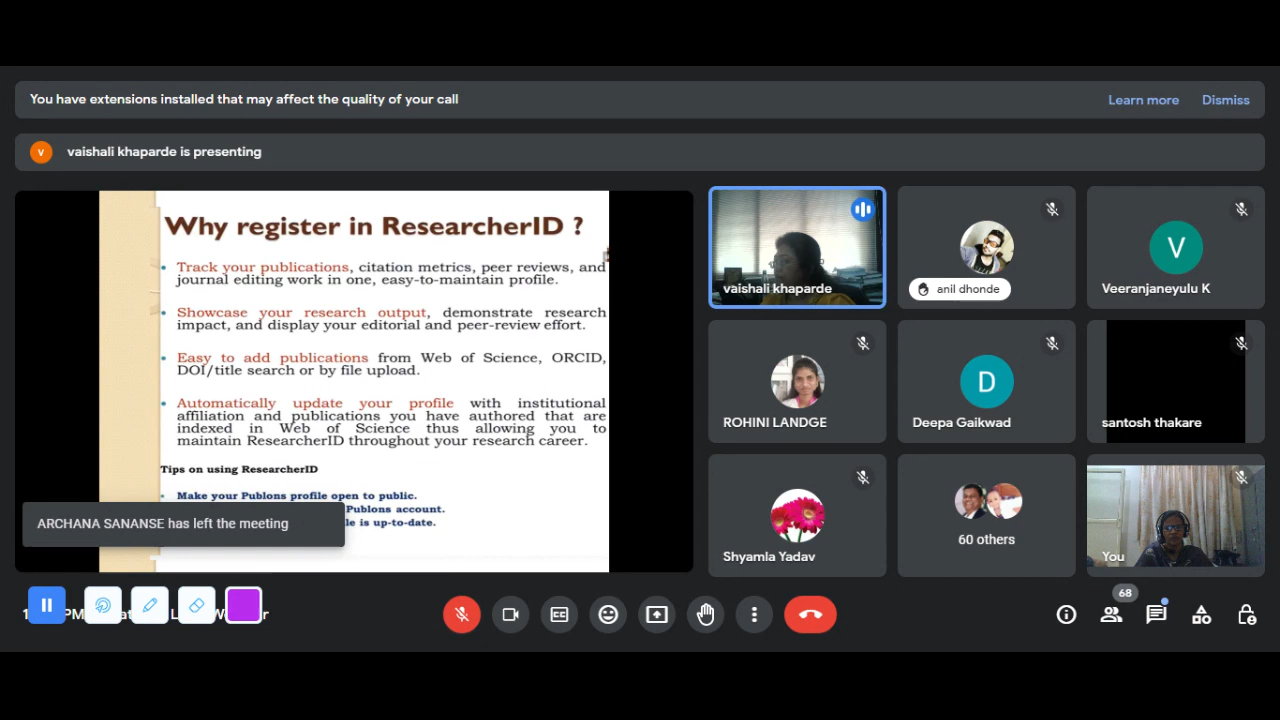 You have extensions installed that may affect the quality of your call
Learn more
Dismiss
V
vaishali khaparde is presenting
Why register in ResearcherID ?
• Track your publications, citation metrics, peer reviews, and
journal editing work in one, easy-to-maintain profile.
• Showcase your research output, demonstrate research
impact, and display your editorial and peer-review effort.
• Easy to add publications from Web of Science, ORCID,
DOI/title search or by file upload.
• Automatically update your profile with institutional
affiliation and publications you have authored that are
indexed in Web of Science thus allowing you to
maintain ResearcherID throughout your research career.
Tips on using ResearcherID
• Make your Publons profile open to public.
Publons account.
is up-to-date.
ARCHANA SANANSE has left the meeting
vaishali khaparde
anil dhonde
V
Veeranjaneyulu K
ROHINI LANDGE
D
Deepa Gaikwad
santosh thakare
Shyamla Yadav
60 others
You
PM
CC
68